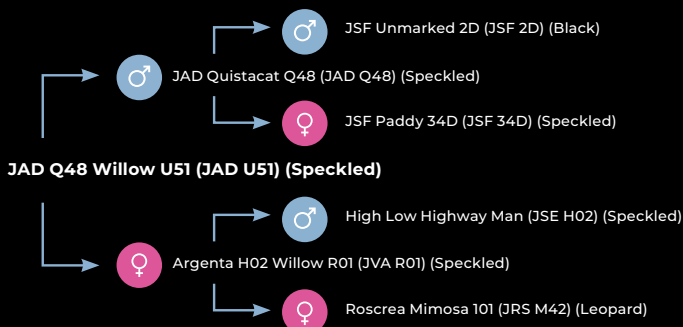 JSF Unmarked 2D (JSF 2D) (Black)
JAD Quistacat Q48 (JAD Q48) (Speckled)
JSF Paddy 34D (JSF 34D) (Speckled)
JAD Q48 Willow U51 (JAD U51) (Speckled)
High Low Highway Man (JSE H02) (Speckled)
Argenta H02 Willow R01 (JVA R01) (Speckled)
Roscrea Mimosa 101 (JRS M42) (Leopard)